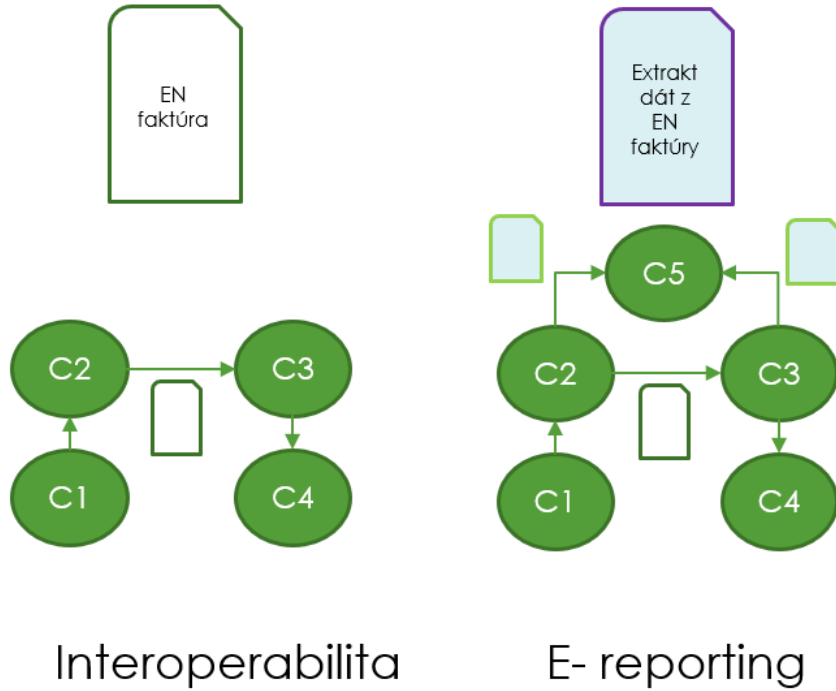 EN
faktúra
C2
C3
C1
C4
Interoperabilita
Extrakt
dát z
EN
faktúry
C5
C2
C3
C1
C4
E- reporting